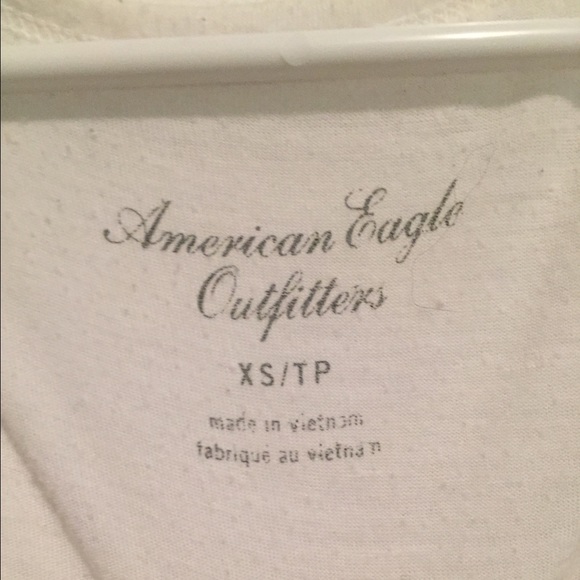 American Eagle
Outfitters
XS/TP
made in vietnam
fabriqué au vietnam